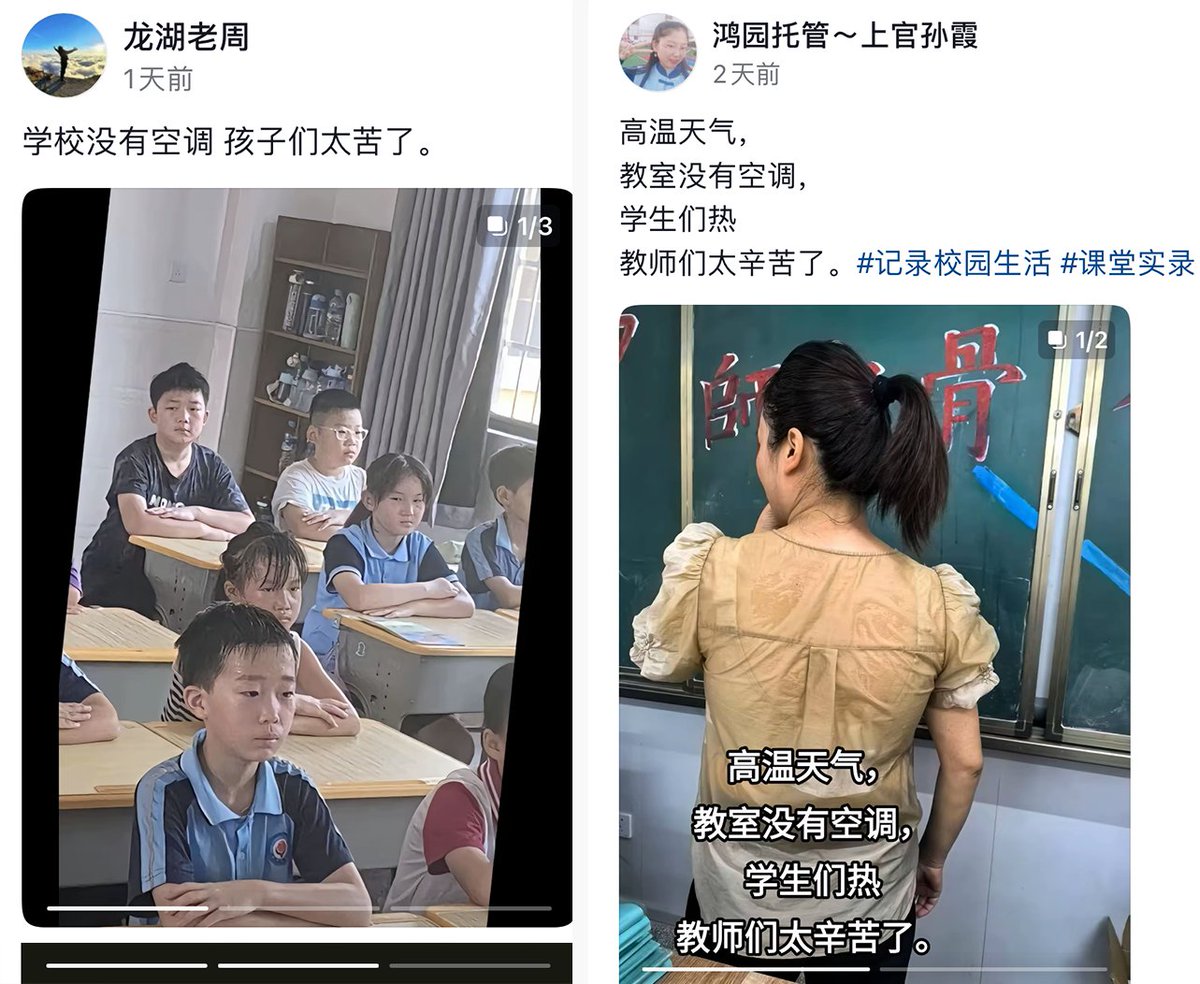 龙湖老周
1天前
学校没有空调 孩子们太苦了。
1/3
鸿园托管～上官孙霞
2天前
高温天气，
教室没有空调，
学生们热
教师们太辛苦了。#记录校园生活 #课堂实录
1/2
師 骨
高温天气，
教室没有空调，
学生们热
教师们太辛苦了。